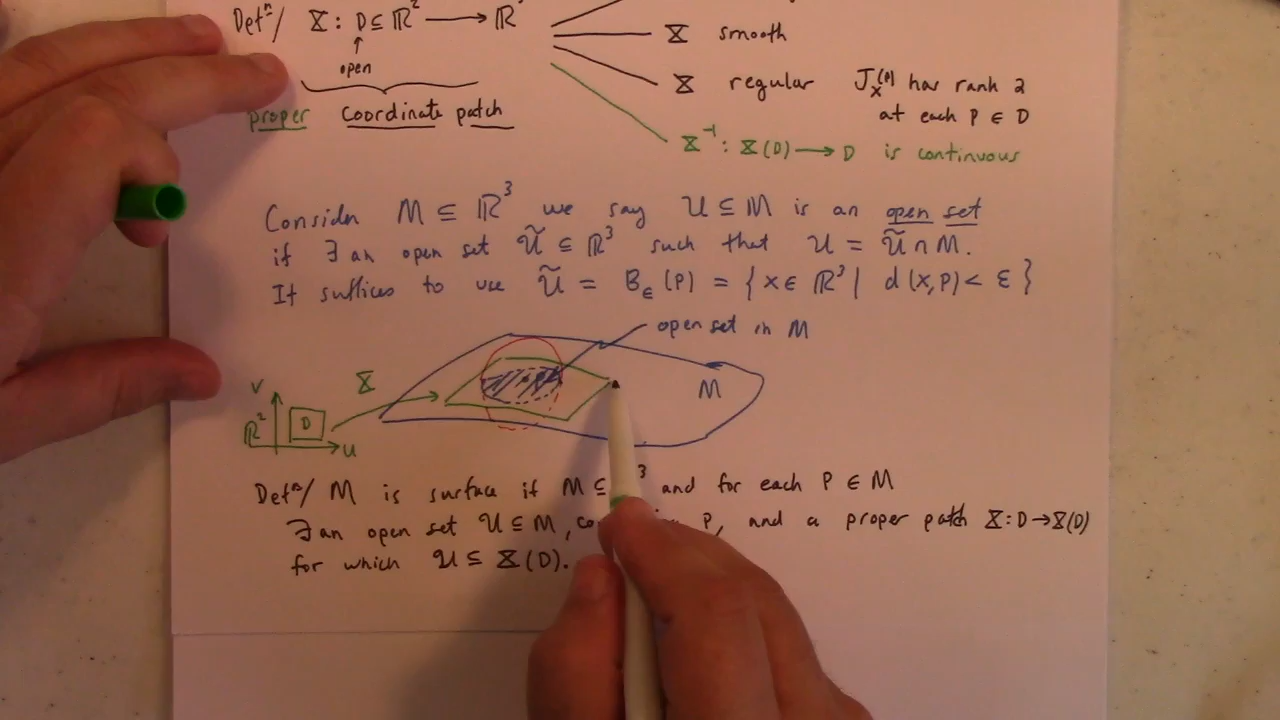 Defⁿ/ X : D ⊆ ℝ² ⟶ ℝ³
X smooth
open
X regular J_X(p) has rank 2
at each p ∈ D
proper coordinate patch
X⁻¹ : X(D) ⟶ D is continuous
Consider M ⊆ ℝ³ we say U ⊆ M is an open set
if ∃ an open set Ũ ⊆ ℝ³ such that U = Ũ ∩ M.
It suffices to use Ũ = B_ε(p) = { x ∈ ℝ³ | d(x,p) < ε }
open set in M
V X M
ℝ² D
U
Defⁿ/ M is surface if M ⊆ ³ and for each p ∈ M
∃ an open set U ⊆ M, p, and a proper patch X : D → X(D)
for which U ⊆ X(D).